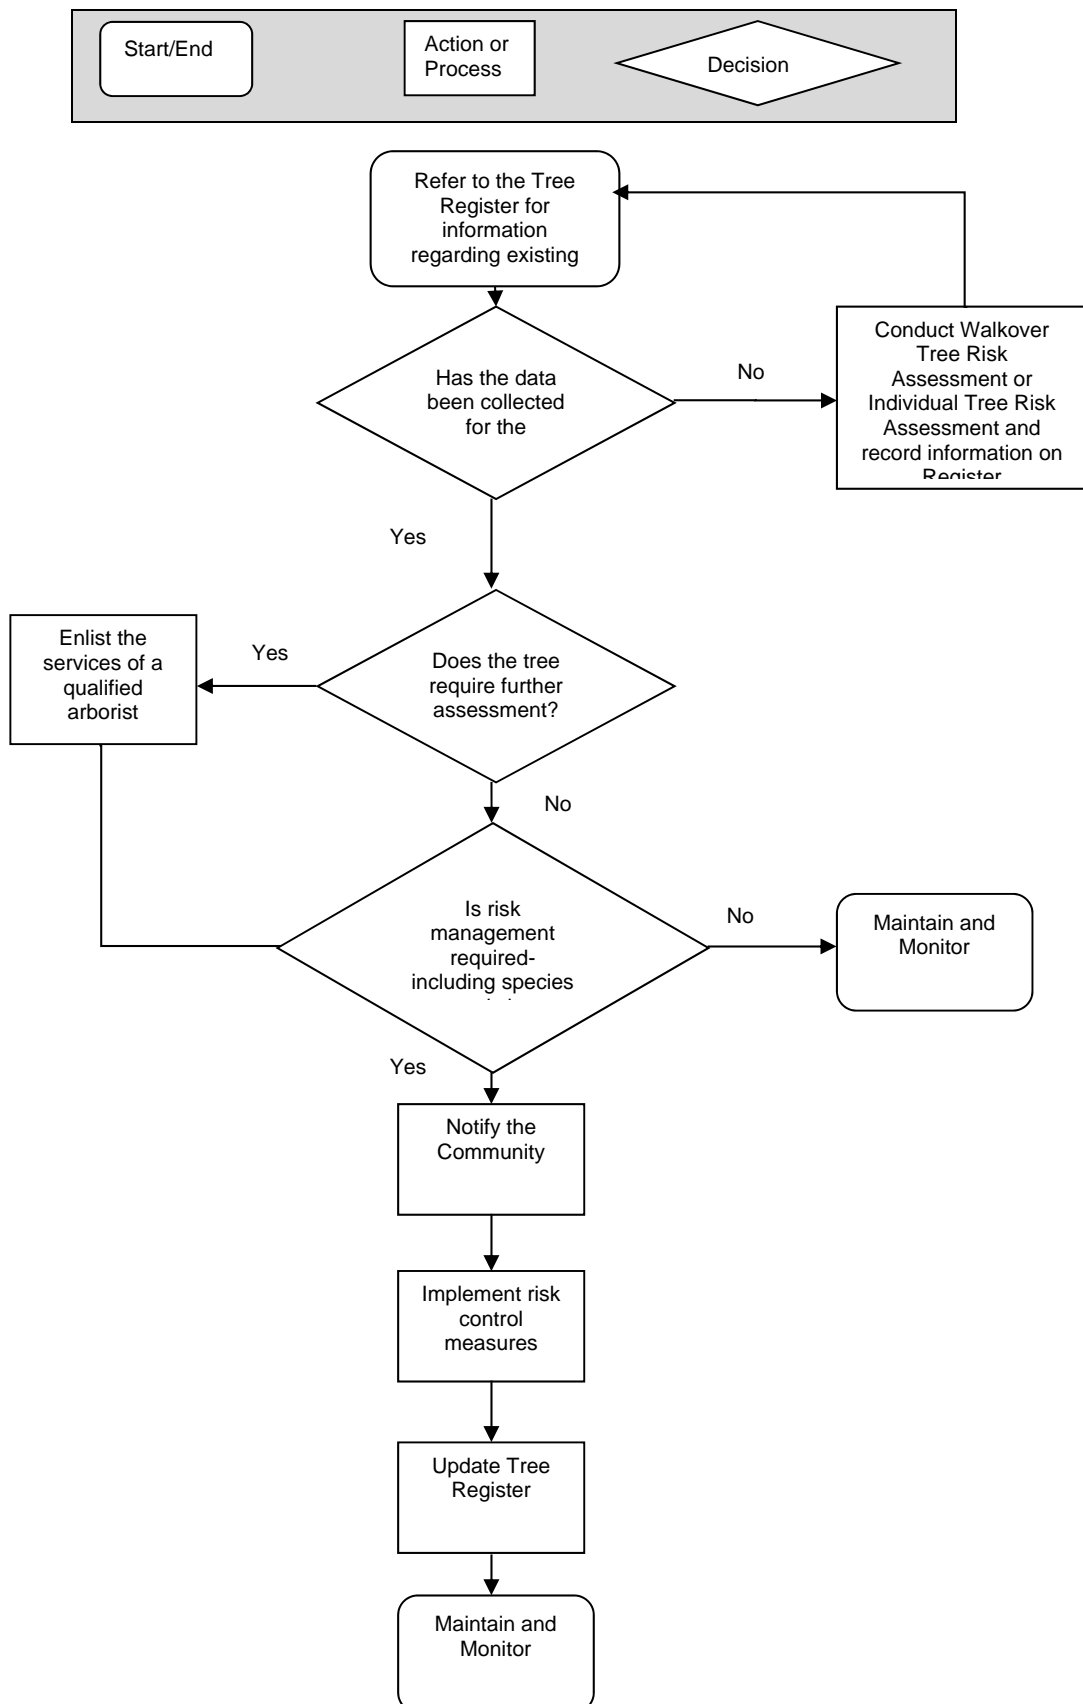 Start/End
Action or
Process
Decision
Refer to the Tree
Register for
information
regarding existing
Has the data
been collected
for the
No
Conduct Walkover
Tree Risk
Assessment or
Individual Tree Risk
Assessment and
record information on
Register
Yes
Enlist the
services of a
qualified
arborist
Yes
Does the tree
require further
assessment?
No
Is risk
management
required-
including species
No
Maintain and
Monitor
Yes
Notify the
Community
Implement risk
control
measures
Update Tree
Register
Maintain and
Monitor